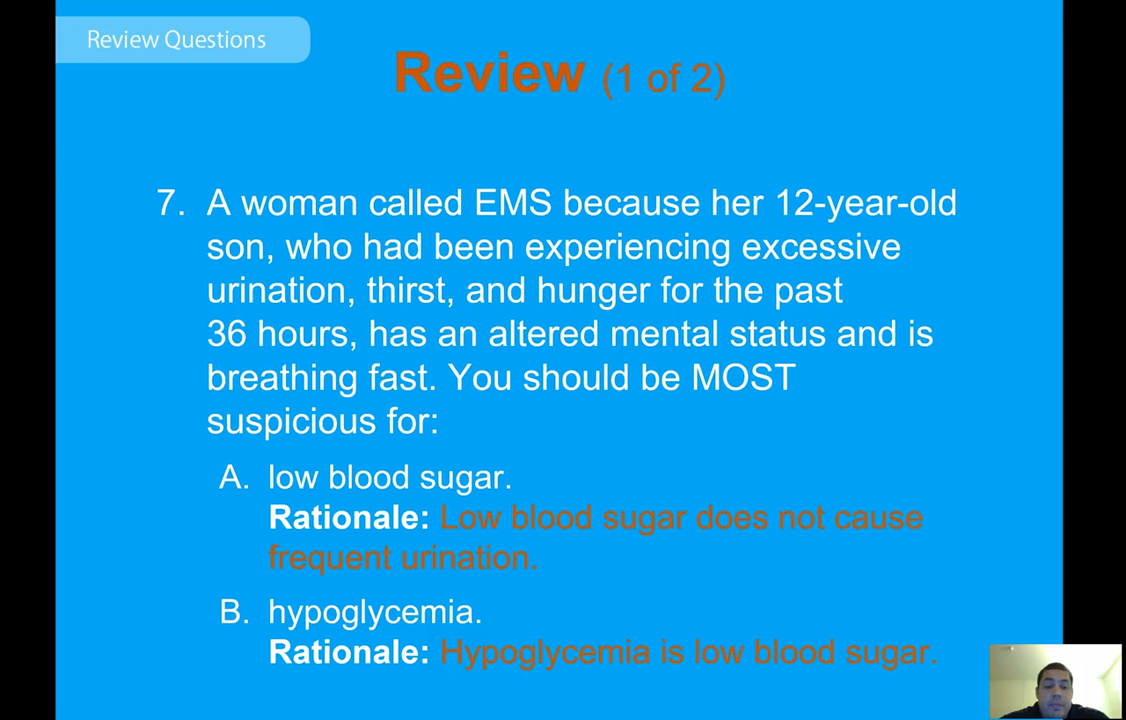 Review Questions
Review (1 of 2)
7. A woman called EMS because her 12-year-old
son, who had been experiencing excessive
urination, thirst, and hunger for the past
36 hours, has an altered mental status and is
breathing fast. You should be MOST
suspicious for:
A. low blood sugar.
Rationale: Low blood sugar does not cause
frequent urination.
B. hypoglycemia.
Rationale: Hypoglycemia is low blood sugar.